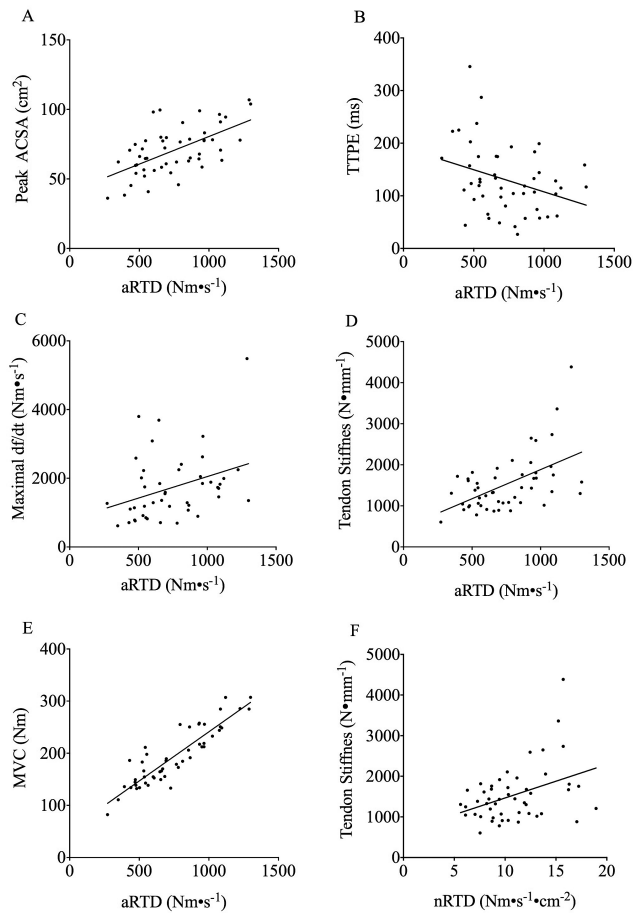 A
Peak ACSA (cm²)
150
100
50
0
0 500 1000 1500
aRTD (Nm•s⁻¹)
B
TTPE (ms)
400
300
200
100
0
0 500 1000 1500
aRTD (Nm•s⁻¹)
C
Maximal df/dt (Nm•s⁻¹)
6000
4000
2000
0
0 500 1000 1500
aRTD (Nm•s⁻¹)
D
Tendon Stiffnes (N•mm⁻¹)
5000
4000
3000
2000
1000
0
0 500 1000 1500
aRTD (Nm•s⁻¹)
E
MVC (Nm)
400
300
200
100
0
0 500 1000 1500
aRTD (Nm•s⁻¹)
F
Tendon Stiffnes (N•mm⁻¹)
5000
4000
3000
2000
1000
0
0 5 10 15 20
nRTD (Nm•s⁻¹•cm⁻²)